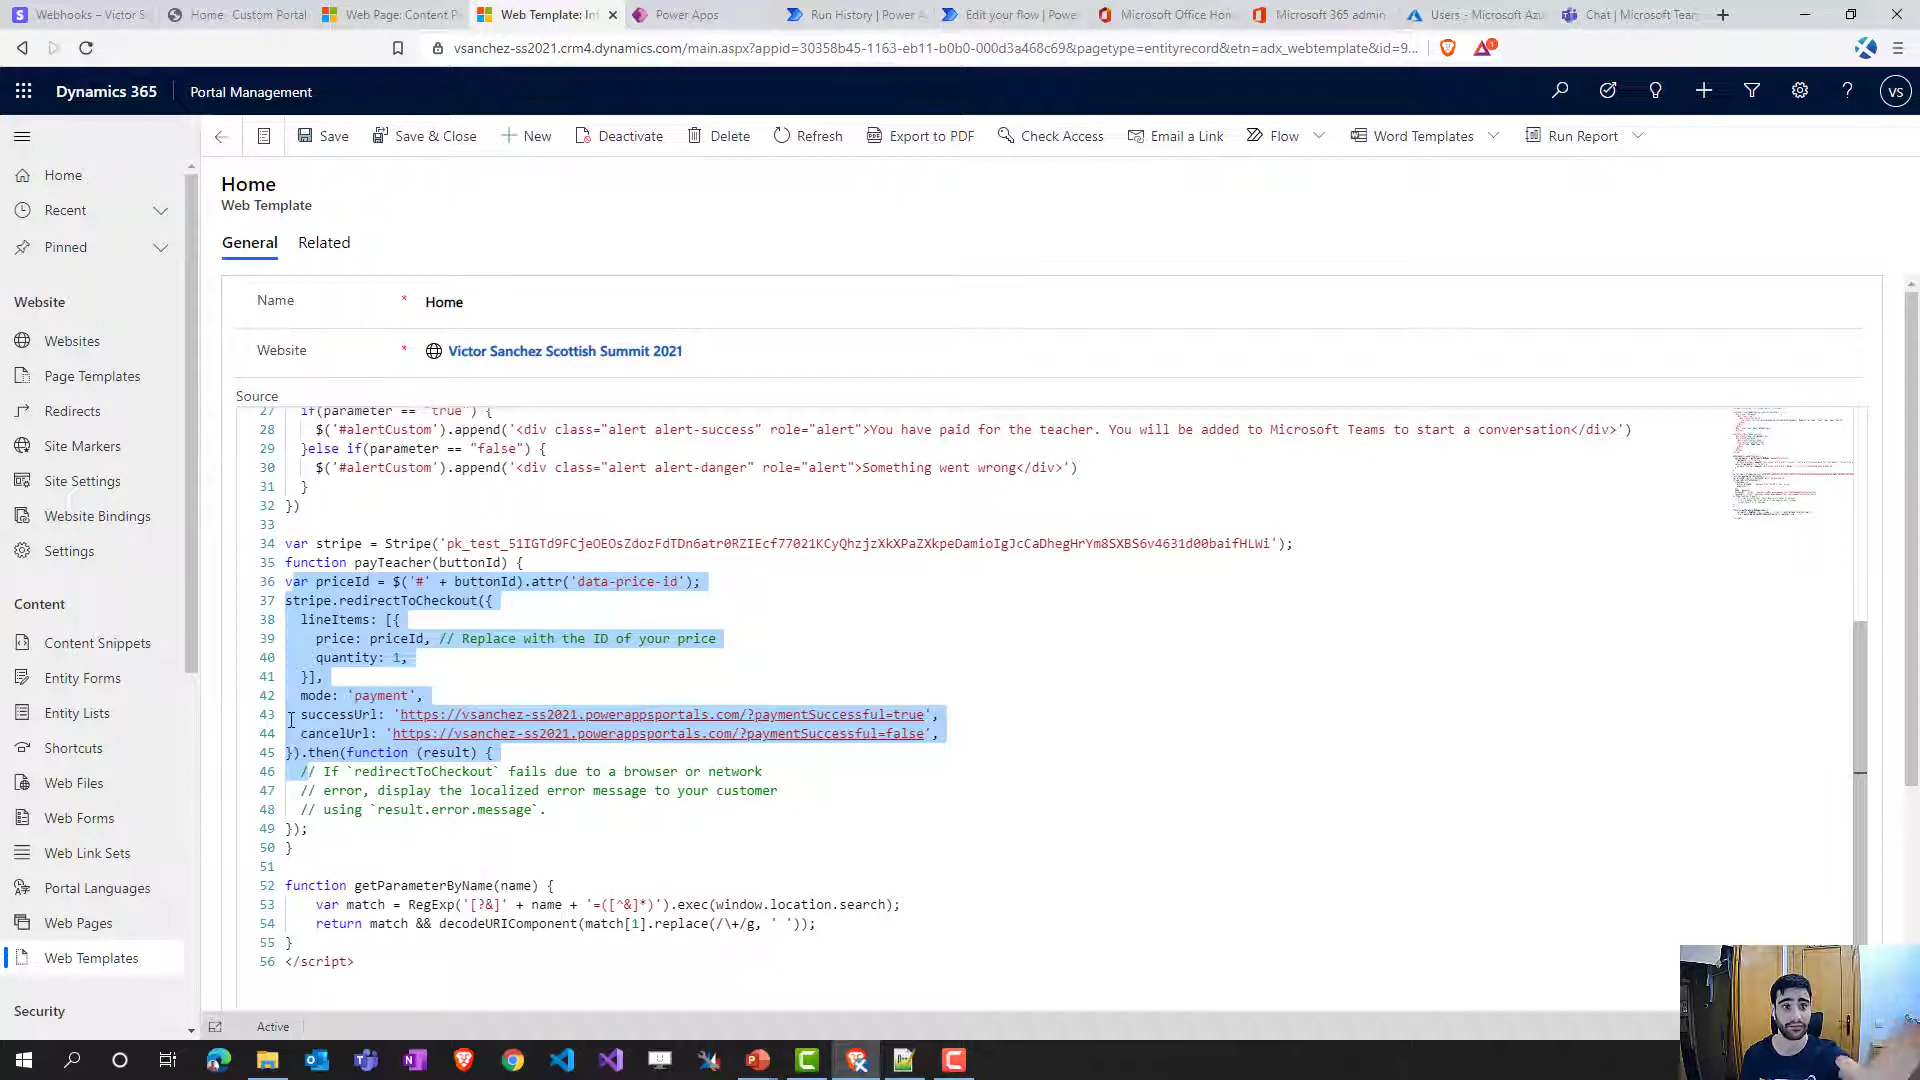 Webhooks – Victor S
Home · Custom Portal
Web Page: Content P
Web Template: In
Power Apps
Run History | Power A
Edit your flow | Powe
Microsoft Office Hon
Microsoft 365 admin
Users - Microsoft Azu
Chat | Microsoft Tear
vsanchez-ss2021.crm4.dynamics.com/main.aspx?appid=30358b45-1163-eb11-b0b0-000d3a468c69&pagetype=entityrecord&etn=adx_webtemplate&id=9...
Dynamics 365
Portal Management
VS
Save
Save & Close
New
Deactivate
Delete
Refresh
Export to PDF
Check Access
Email a Link
Flow
Word Templates
Run Report
Home
Recent
Pinned
Website
Websites
Page Templates
Redirects
Site Markers
Site Settings
Website Bindings
Settings
Content
Content Snippets
Entity Forms
Entity Lists
Shortcuts
Web Files
Web Forms
Web Link Sets
Portal Languages
Web Pages
Web Templates
Security
Home
Web Template
General
Related
Name * Home
Website * Victor Sanchez Scottish Summit 2021
Source
27 if(parameter == "true") {
28 $('#alertCustom').append('<div class="alert alert-success" role="alert">You have paid for the teacher. You will be added to Microsoft Teams to start a conversation</div>')
29 }else if(parameter == "false") {
30 $('#alertCustom').append('<div class="alert alert-danger" role="alert">Something went wrong</div>')
31 }
32 })
33
34 var stripe = Stripe('pk_test_51IGTd9FCjeOEOsZdozFdTDn6atr0RZIEcf77021KCyQhzjzXkXPaZXkpeDamioIgJcCaDhegHrYm8SXBS6v4631d00baifHLWi');
35 function payTeacher(buttonId) {
36 var priceId = $('#' + buttonId).attr('data-price-id');
37 stripe.redirectToCheckout({
38 lineItems: [{
39 price: priceId, // Replace with the ID of your price
40 quantity: 1,
41 }],
42 mode: 'payment',
43 successUrl: 'https://vsanchez-ss2021.powerappsportals.com/?paymentSuccessful=true',
44 cancelUrl: 'https://vsanchez-ss2021.powerappsportals.com/?paymentSuccessful=false',
45 }).then(function (result) {
46 // If `redirectToCheckout` fails due to a browser or network
47 // error, display the localized error message to your customer
48 // using `result.error.message`.
49 });
50 }
51
52 function getParameterByName(name) {
53 var match = RegExp('[?&]' + name + '=([^&]*)').exec(window.location.search);
54 return match && decodeURIComponent(match[1].replace(/\+/g, ' '));
55 }
56 </script>
Active